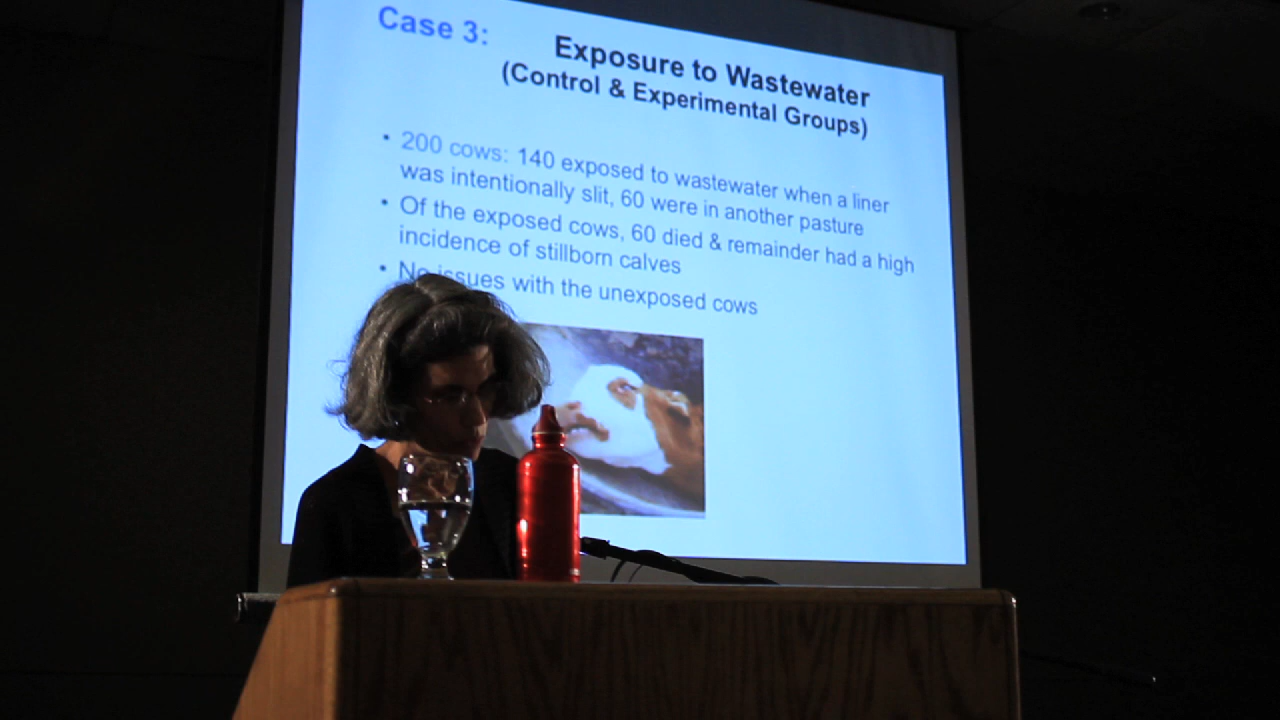 Case 3:
Exposure to Wastewater
(Control & Experimental Groups)
• 200 cows: 140 exposed to wastewater when a liner
was intentionally slit, 60 were in another pasture
• Of the exposed cows, 60 died & remainder had a high
incidence of stillborn calves
• No issues with the unexposed cows